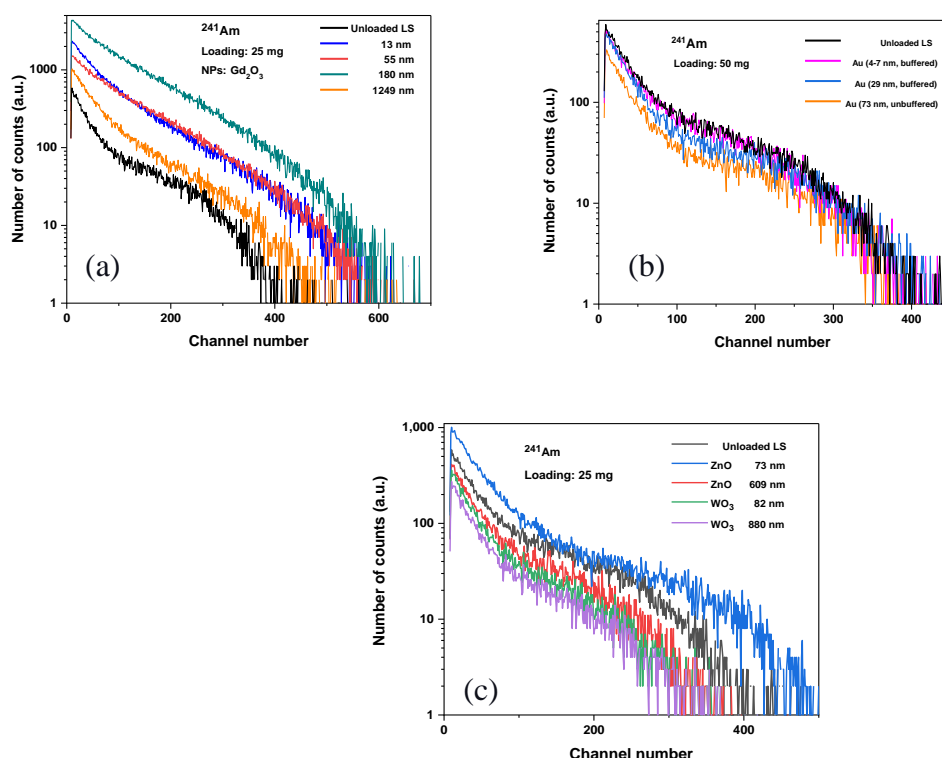 ²⁴¹Am
Loading: 25 mg
NPs: Gd₂O₃
Unloaded LS
13 nm
55 nm
180 nm
1249 nm
Number of counts (a.u.)
1000
100
10
1
(a)
0 200 400 600
Channel number
²⁴¹Am
Loading: 50 mg
Unloaded LS
Au (4-7 nm, buffered)
Au (29 nm, buffered)
Au (73 nm, unbuffered)
Number of counts (a.u.)
100
10
1
(b)
0 100 200 300 400
Channel number
²⁴¹Am
Loading: 25 mg
Unloaded LS
ZnO 73 nm
ZnO 609 nm
WO₃ 82 nm
WO₃ 880 nm
Number of counts (a.u.)
1,000
100
10
1
(c)
0 200 400
Channel number